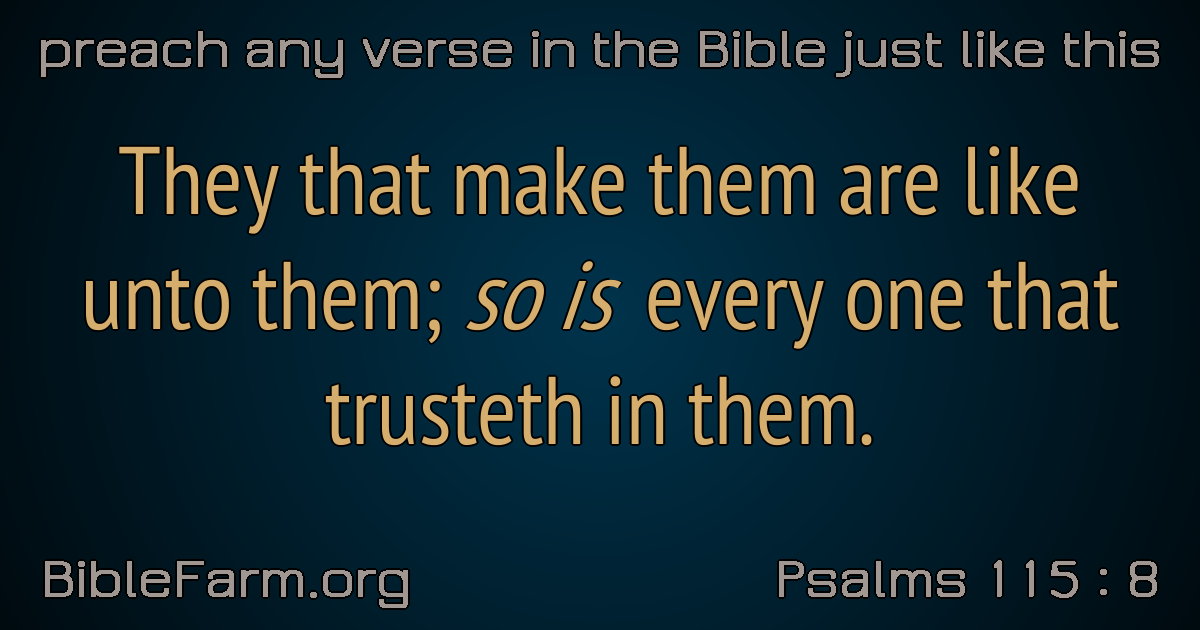 preach any verse in the Bible just like this
They that make them are like
unto them; so is every one that
trusteth in them.
BibleFarm.org
Psalms 115 : 8